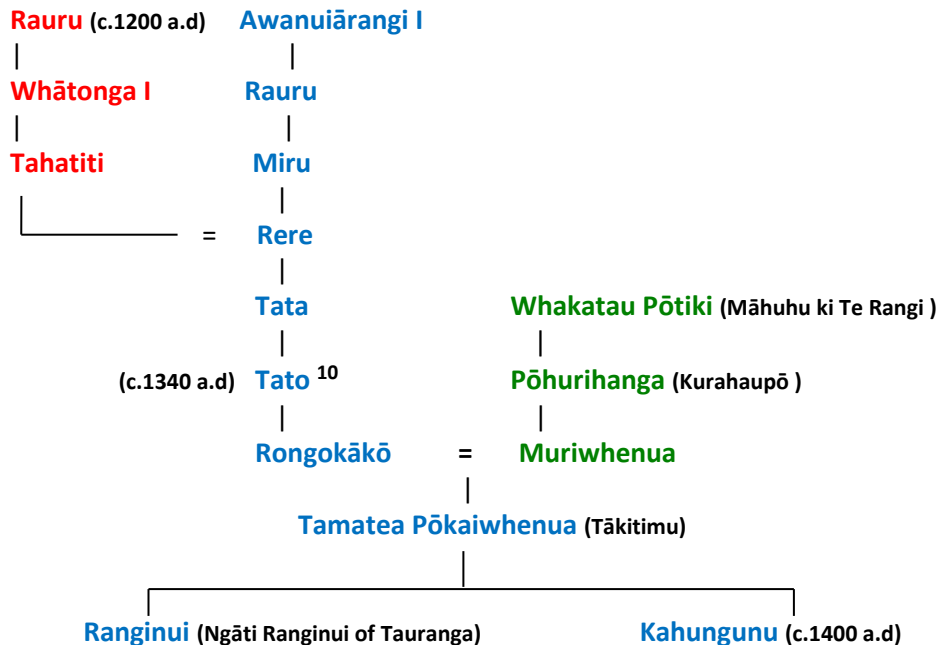 Rauru (c.1200 a.d) Awanuiārangi I
Whātonga I Rauru
Tahatiti Miru
= Rere
Tata Whakatau Pōtiki (Māhuhu ki Te Rangi )
(c.1340 a.d) Tato 10 Pōhurihanga (Kurahaupō )
Rongokākō = Muriwhenua
Tamatea Pōkaiwhenua (Tākitimu)
Ranginui (Ngāti Ranginui of Tauranga) Kahungunu (c.1400 a.d)